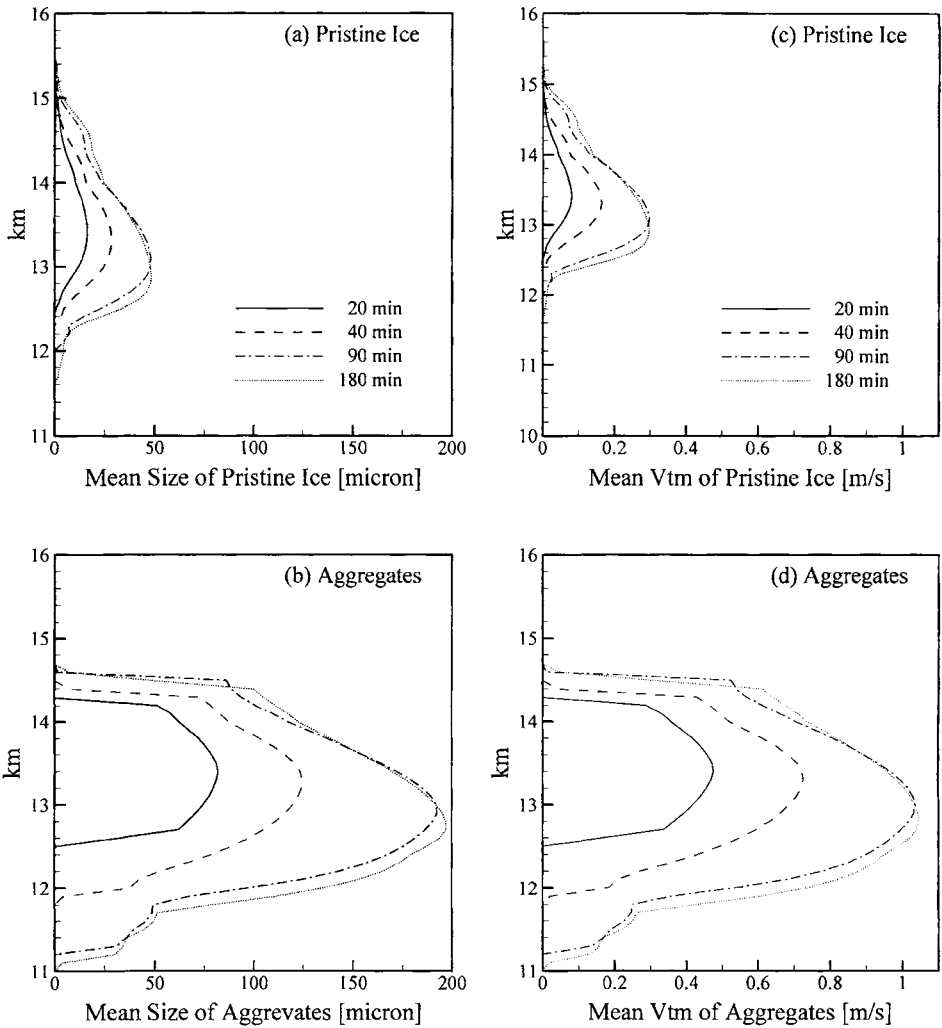 16
15
14
13
12
11
km
(a) Pristine Ice
20 min
40 min
90 min
180 min
0
50
100
150
200
Mean Size of Pristine Ice [micron]
16
15
14
13
12
11
10
km
(c) Pristine Ice
20 min
40 min
90 min
180 min
0
0.2
0.4
0.6
0.8
1
Mean Vtm of Pristine Ice [m/s]
16
15
14
13
12
11
km
(b) Aggregates
0
50
100
150
200
Mean Size of Aggrevates [micron]
16
15
14
13
12
11
km
(d) Aggregates
0
0.2
0.4
0.6
0.8
1
Mean Vtm of Aggregates [m/s]